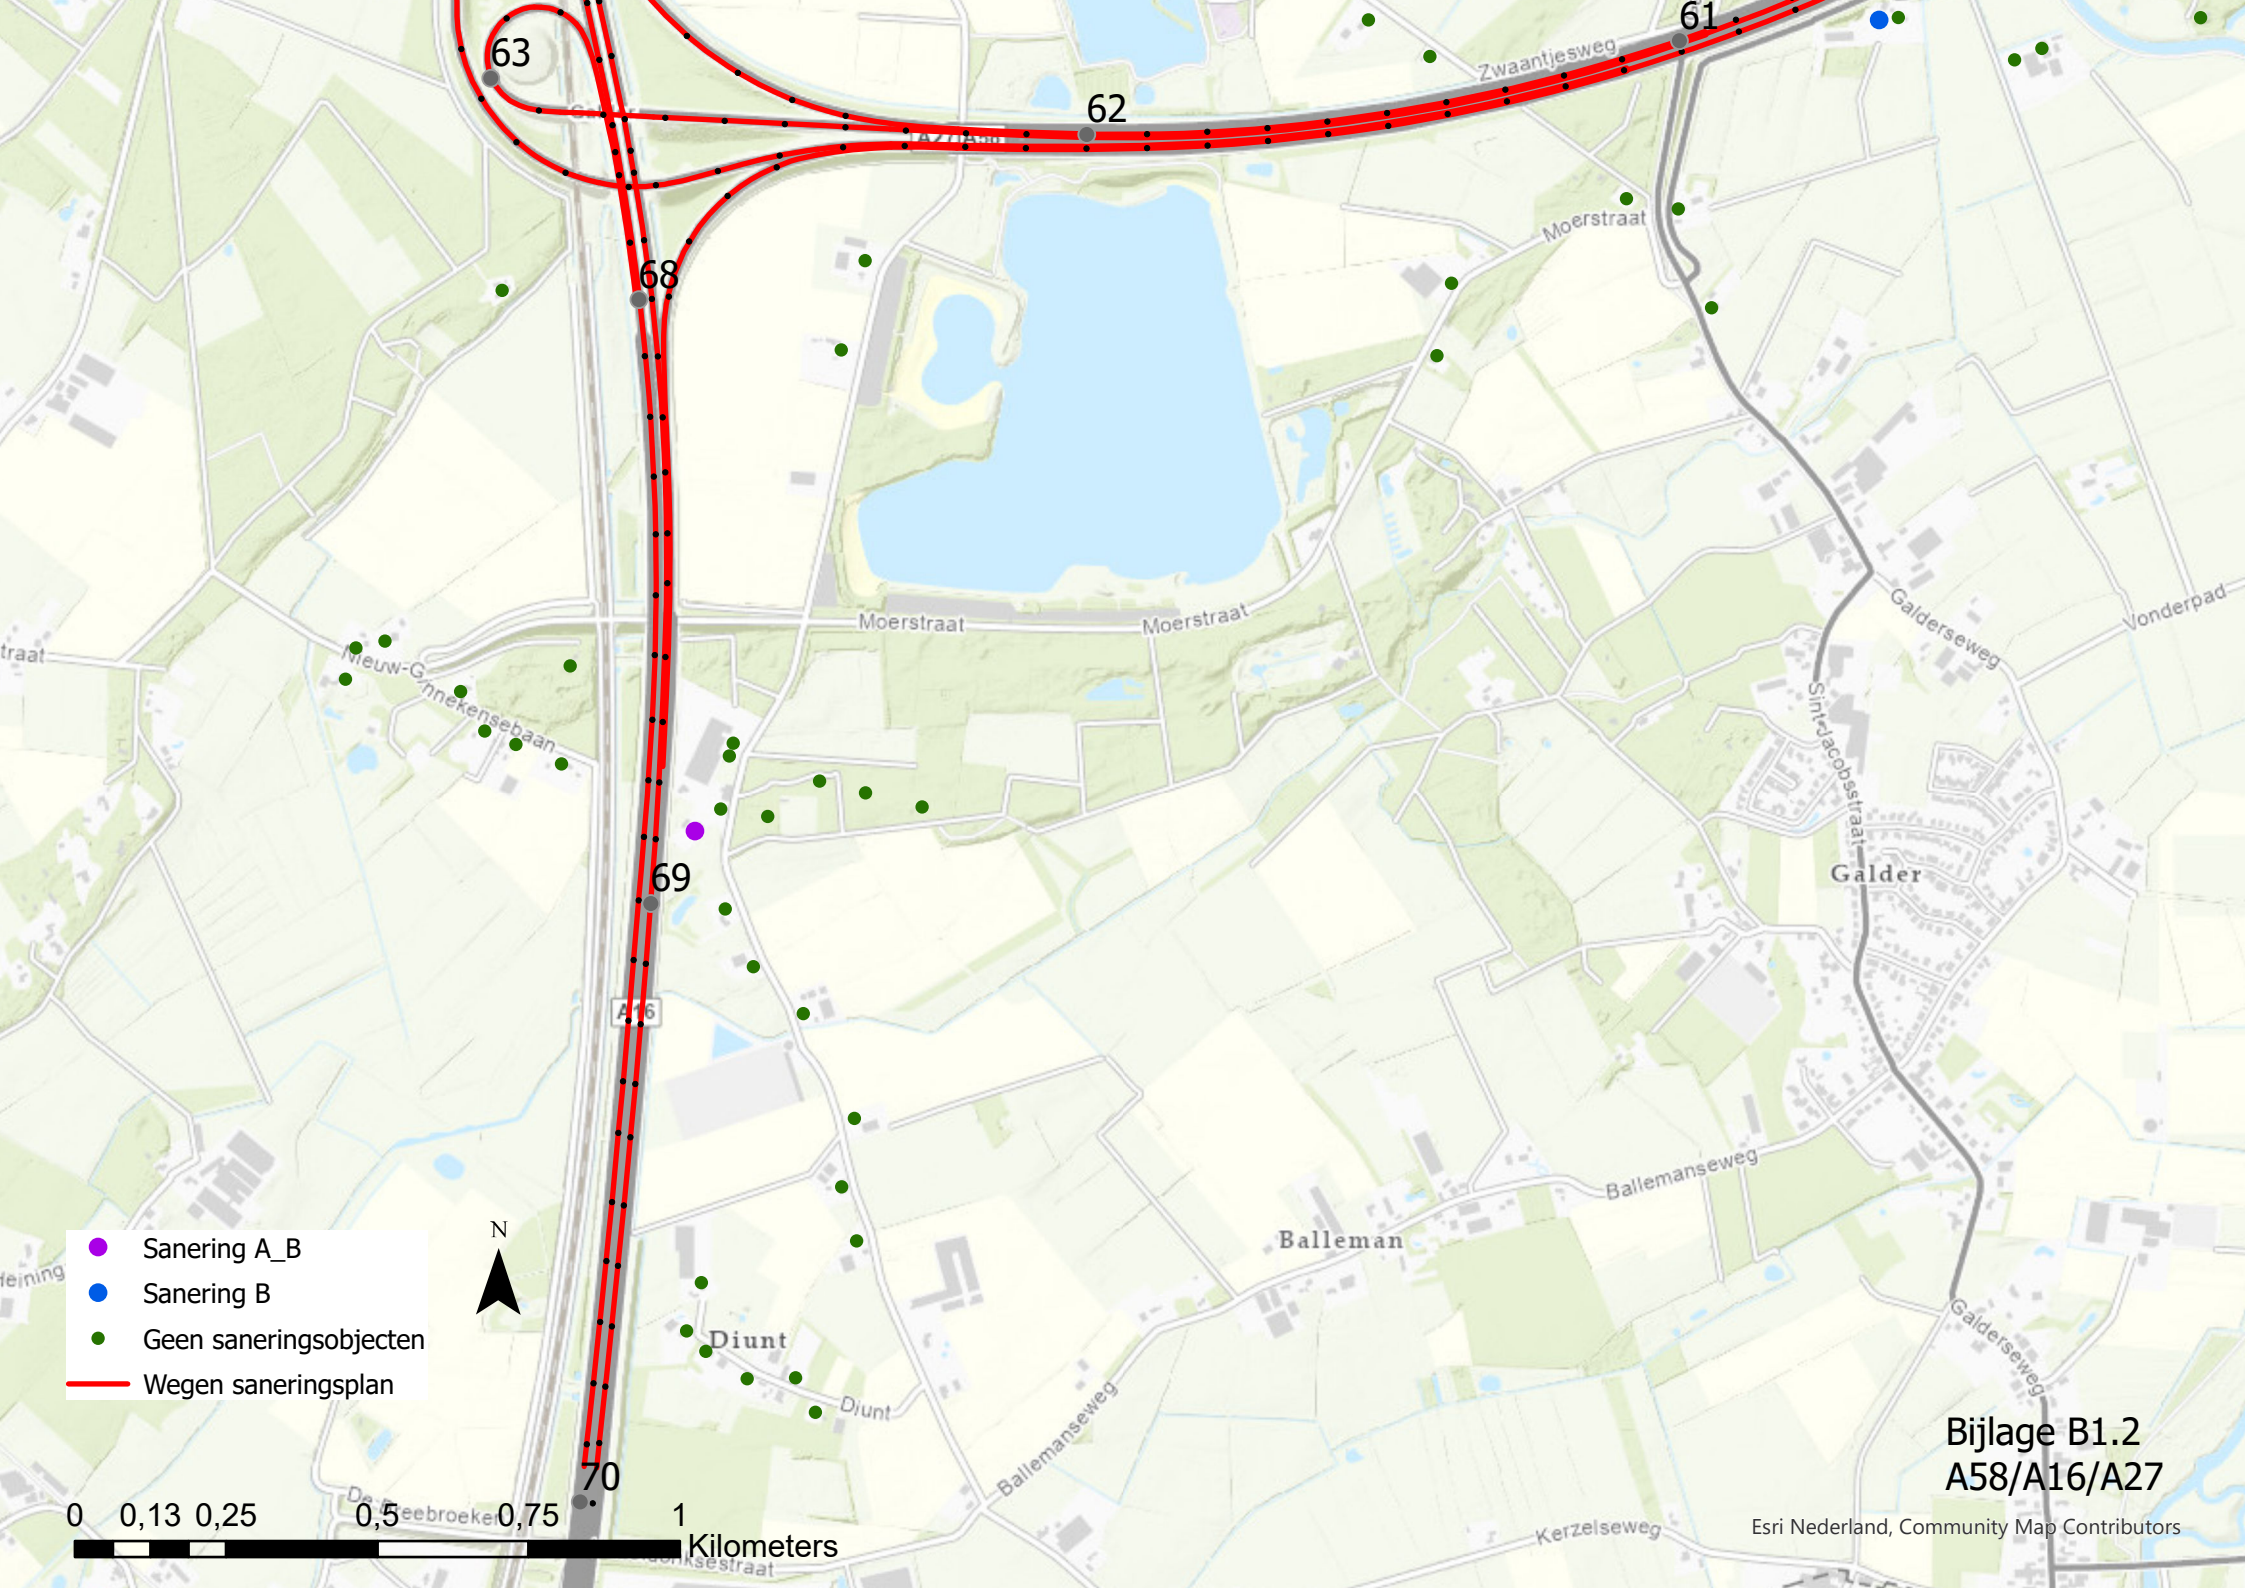 61
63
Zwaantjesweg
62
Moerstraat
68
Moerstraat
Moerstraat
Galderseweg
Vonderpad
traat
Nieuw-Ginnekensebaan
Sint-Jacobsstraat
69
Galder
A16
Ballemanseweg
Balleman
N
Sanering A_B
Sanering B
Geen saneringsobjecten
Wegen saneringsplan
Diunt
Diunt
Galderseweg
Ballemanseweg
Bijlage B1.2
A58/A16/A27
70
0 0,13 0,25 0,5 0,75 1
Kilometers
Kerzelseweg
Esri Nederland, Community Map Contributors